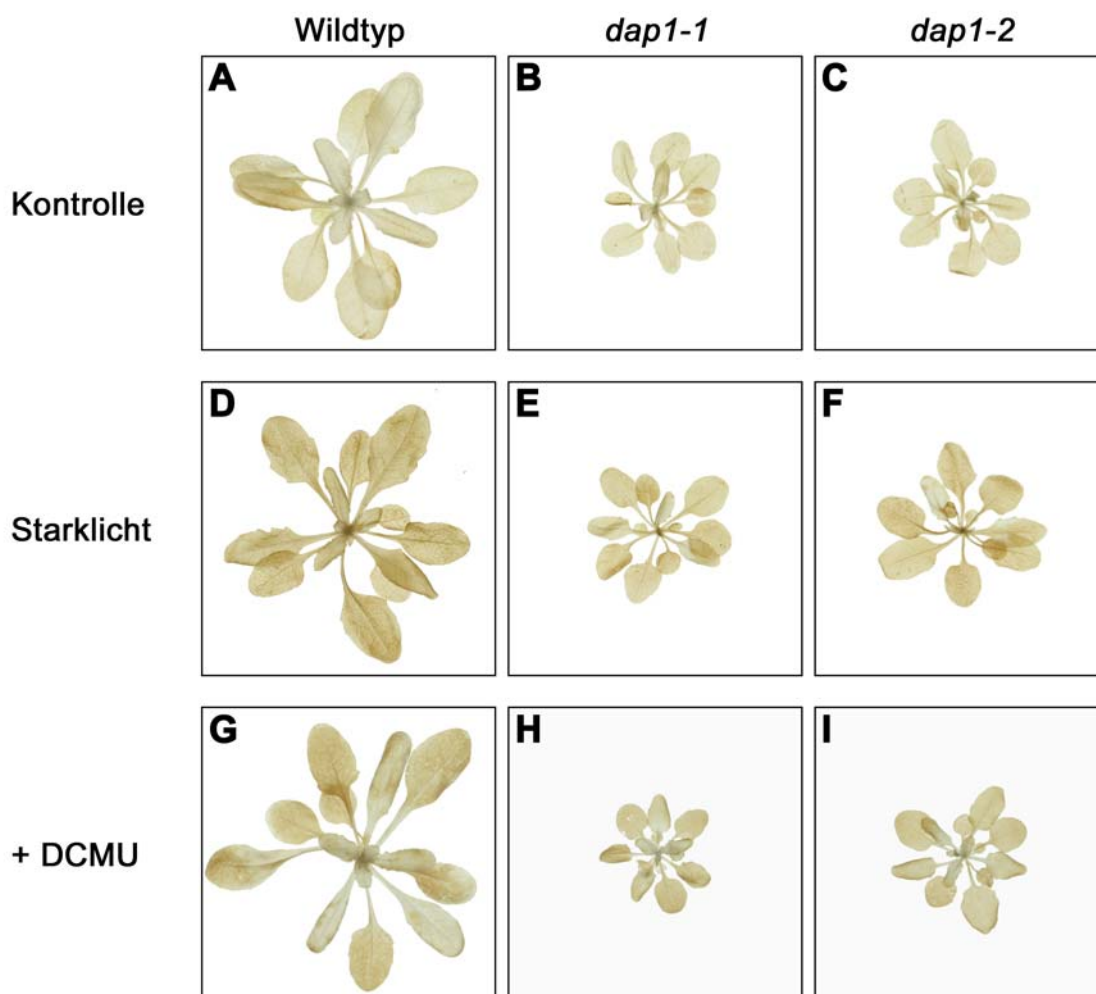 Wildtyp dap1-1 dap1-2
A B C
Kontrolle
D E F
Starklicht
G H I
+ DCMU